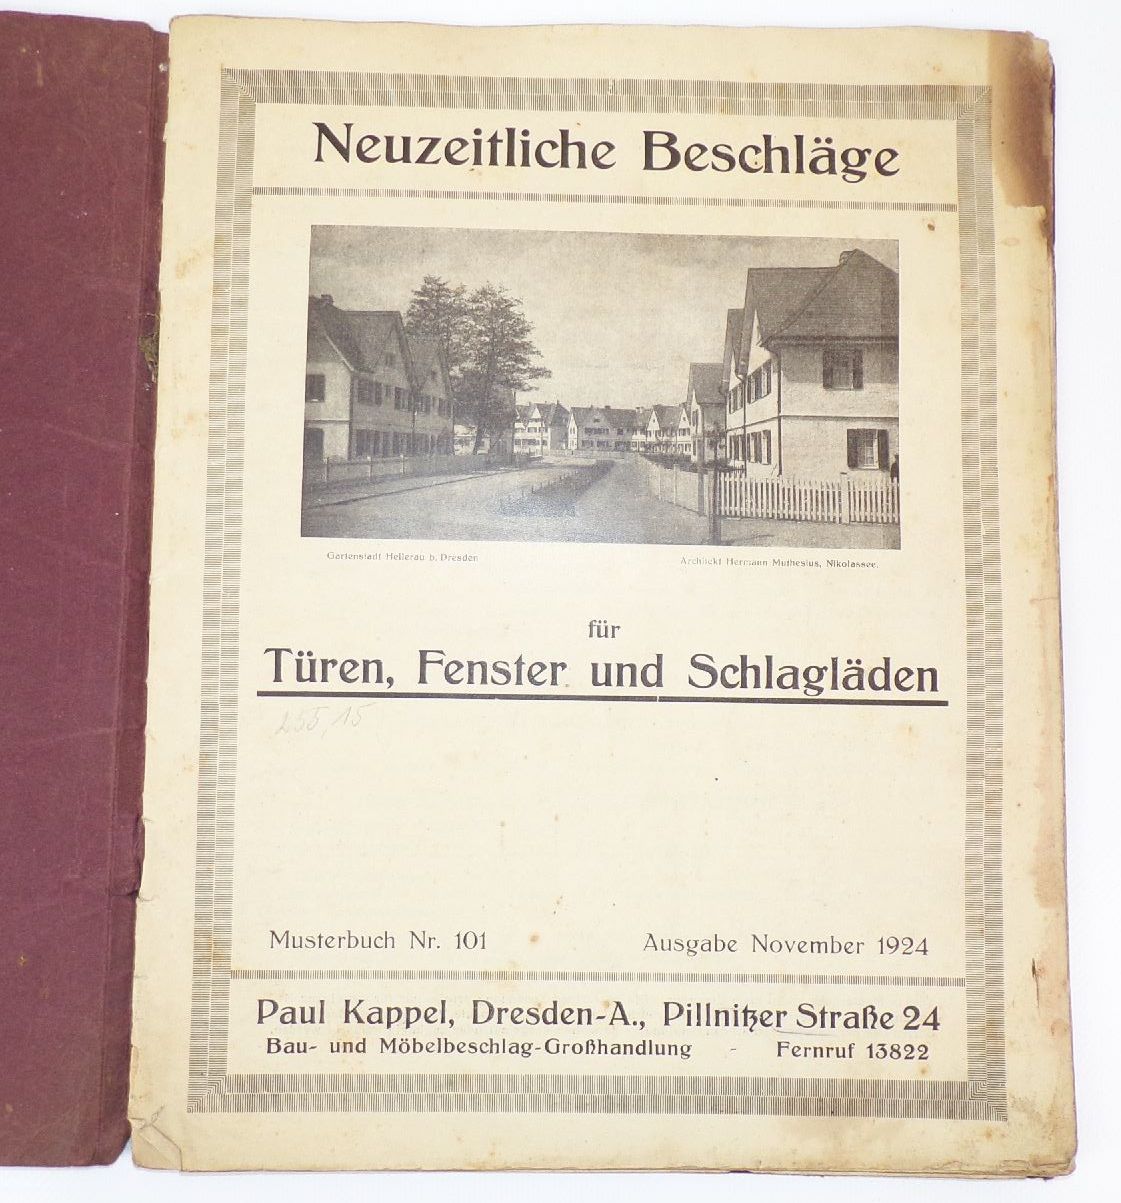 Neuzeitliche Beschläge
Gartenstadt Hellerau b. Dresden
Architekt Hermann Muthesius, Nikolassee.
für
Türen, Fenster und Schlagläden
255,15
Musterbuch Nr. 101
Ausgabe November 1924
Paul Kappel, Dresden-A., Pillnitzer Straße 24
Bau- und Möbelbeschlag-Großhandlung - Fernruf 13822